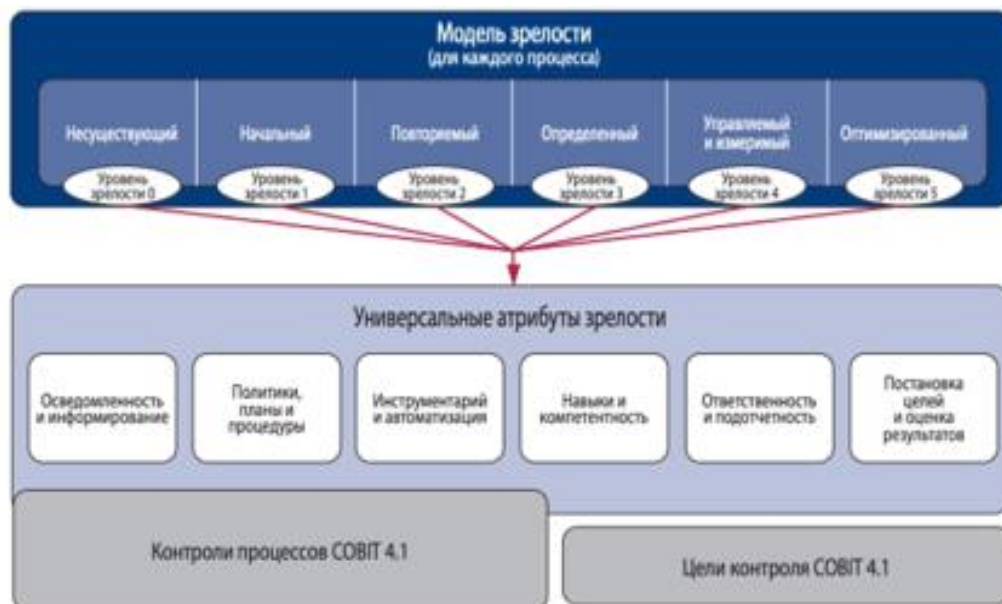 Модель зрелости
(для каждого процесса)
Несуществующий
Начальный
Повторяемый
Определенный
Управляемый
и измеримый
Оптимизированный
Уровень
зрелости 0
Уровень
зрелости 1
Уровень
зрелости 2
Уровень
зрелости 3
Уровень
зрелости 4
Уровень
зрелости 5
Универсальные атрибуты зрелости
Осведомленность
и информирование
Политики,
планы и
процедуры
Инструментарий
и автоматизация
Навыки и
компетентность
Ответственность
и подотчетность
Постановка
целей
и оценка
результатов
Контроли процессов COBIT 4.1
Цели контроля COBIT 4.1